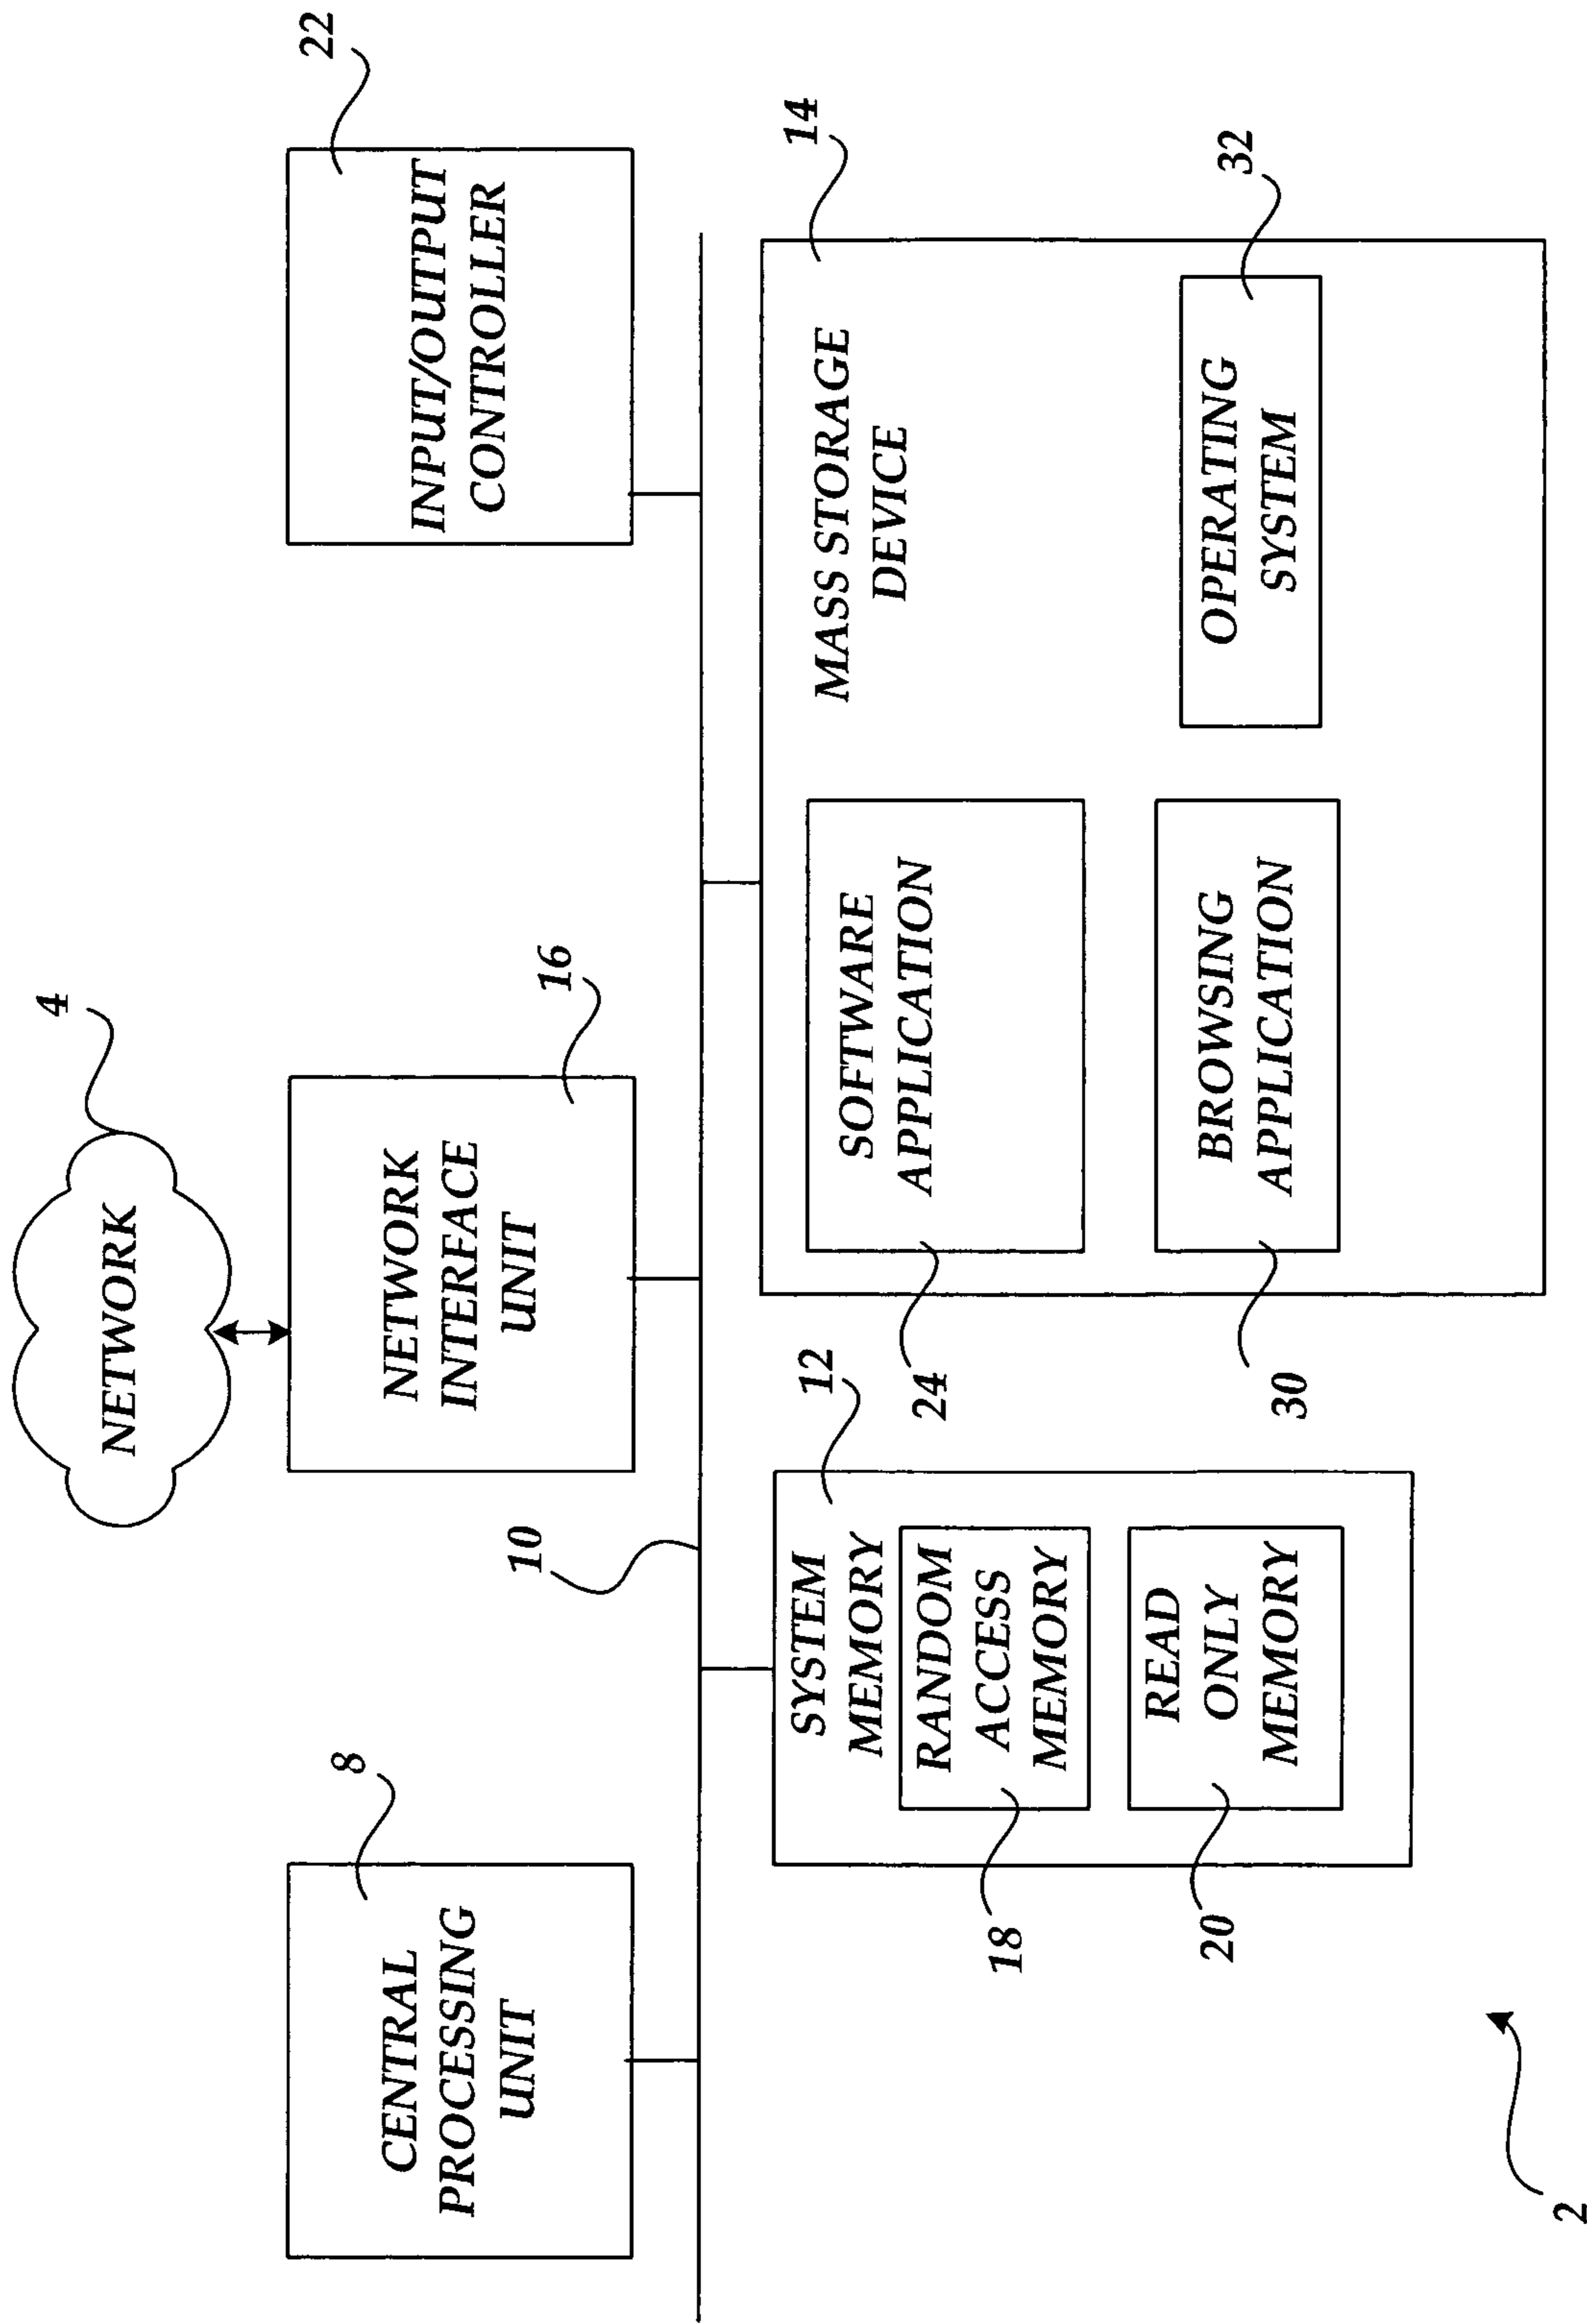 4
NETWORK
8
CENTRAL
PROCESSING
UNIT
NETWORK
INTERFACE
UNIT
16
22
INPUT/OUTPUT
CONTROLLER
10
12
SYSTEM
MEMORY
RANDOM
ACCESS
MEMORY
18
READ
ONLY
MEMORY
20
14
MASS STORAGE
DEVICE
SOFTWARE
APPLICATION
24
BROWSING
APPLICATION
30
OPERATING
SYSTEM
32
2